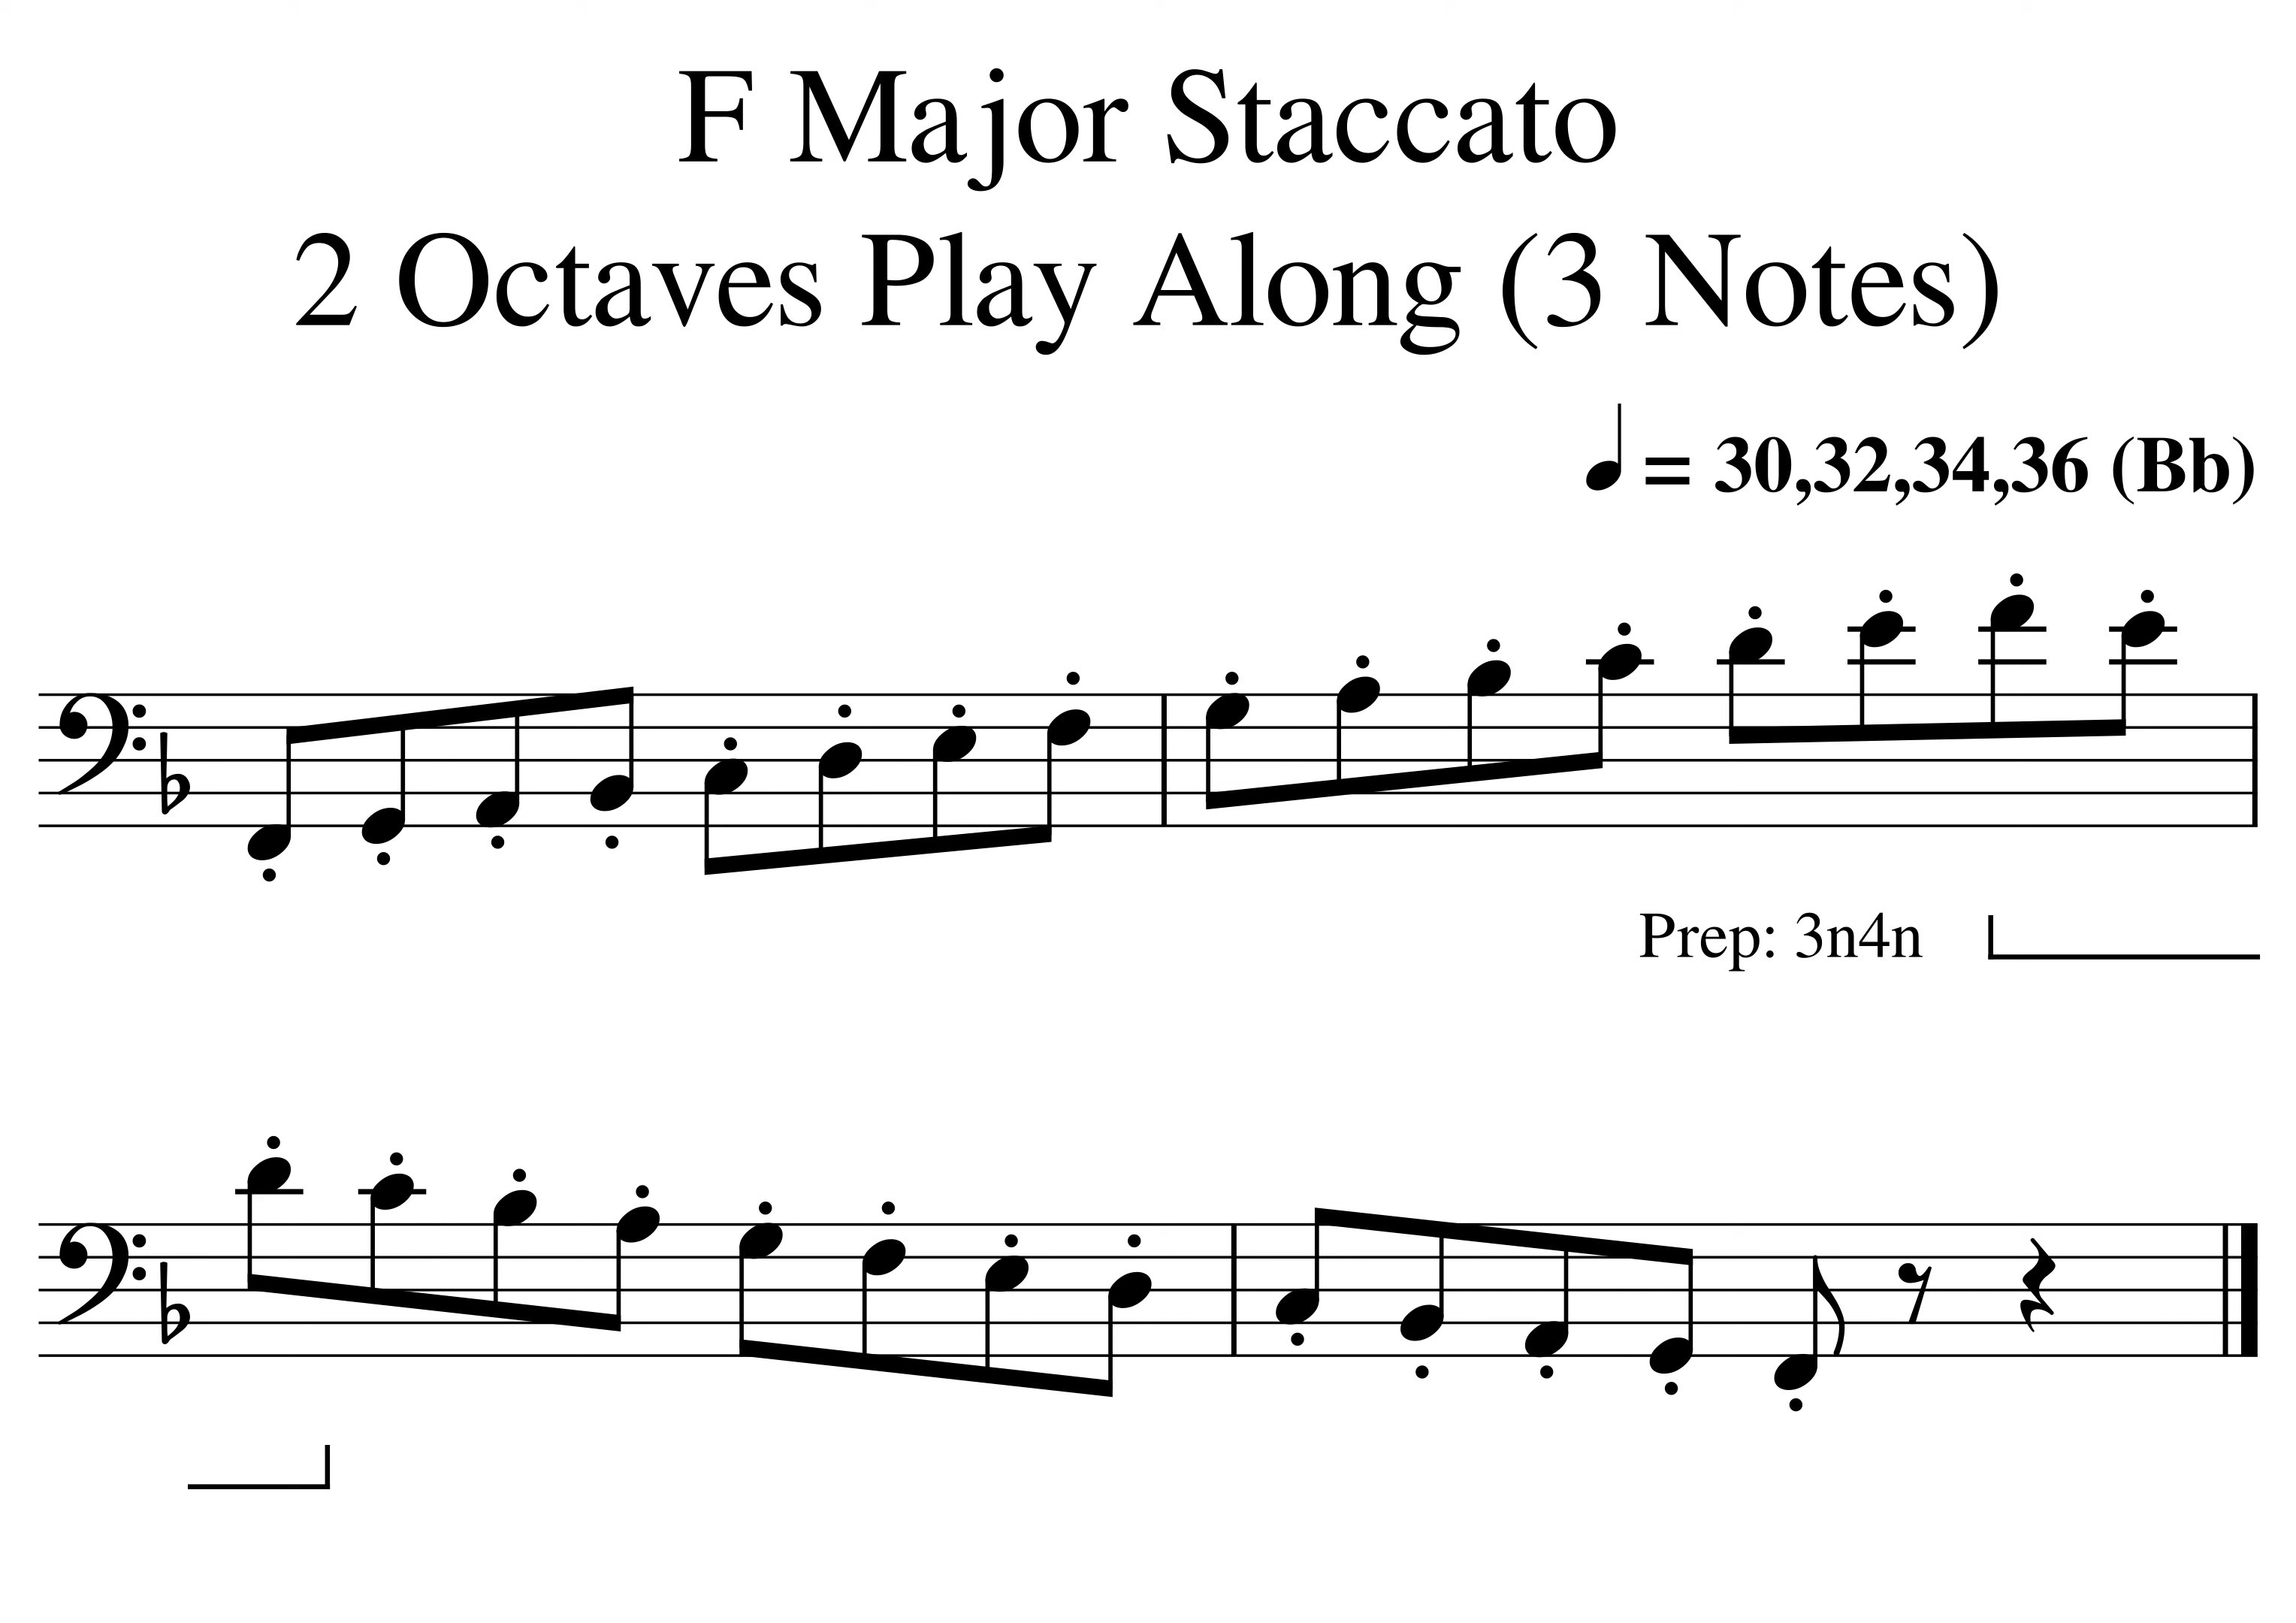 F Major Staccato
2 Octaves Play Along (3 Notes)
= 30,32,34,36 (Bb)
Prep: 3n4n